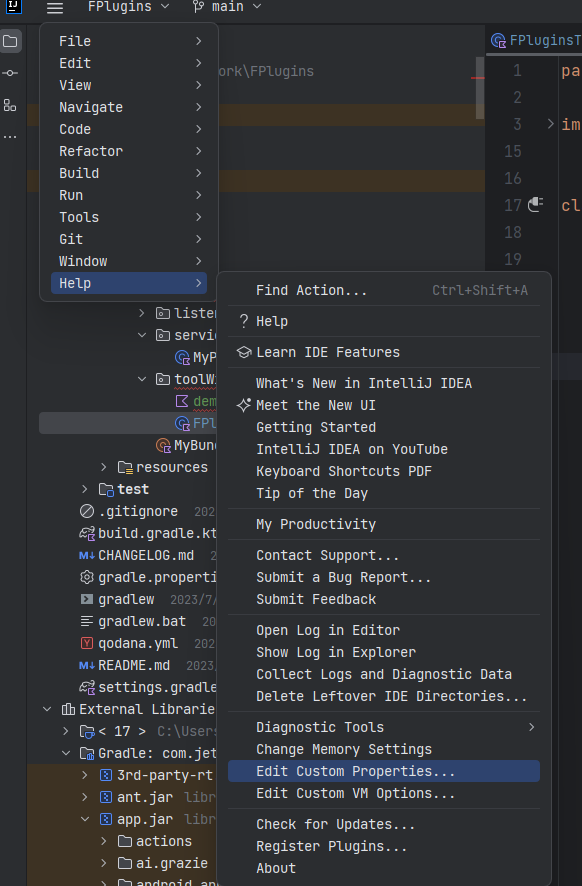 FPlugins
main
File
Edit
View
Navigate
Code
Refactor
Build
Run
Tools
Git
Window
Help
ork\FPlugins
FPluginsT
1 pa
2
3 im
15
16
17 cl
18
19
Find Action... Ctrl+Shift+A
Help
Learn IDE Features
What's New in IntelliJ IDEA
Meet the New UI
Getting Started
IntelliJ IDEA on YouTube
Keyboard Shortcuts PDF
Tip of the Day
My Productivity
Contact Support...
Submit a Bug Report...
Submit Feedback
Open Log in Editor
Show Log in Explorer
Collect Logs and Diagnostic Data
Delete Leftover IDE Directories...
Diagnostic Tools
Change Memory Settings
Edit Custom Properties...
Edit Custom VM Options...
Check for Updates...
Register Plugins...
About
listen
servic
MyP
toolWi
dem
FPl
MyBund
resources
test
.gitignore 202
build.gradle.kt
CHANGELOG.md 2
gradle.properti
gradlew 2023/7/
gradlew.bat 20
qodana.yml 202
README.md 2023/
settings.gradle
External Librarie
< 17 > C:\Users
Gradle: com.jet
3rd-party-rt
ant.jar libr
app.jar libr
actions
ai.grazie
android.an